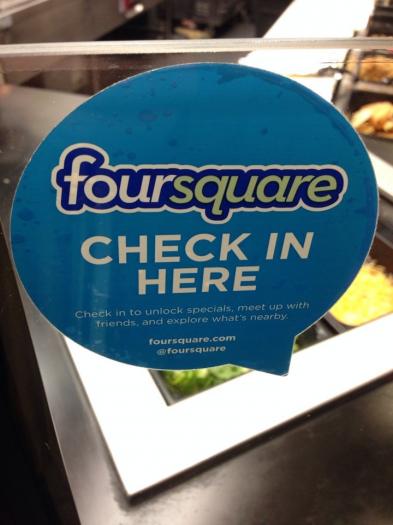 foursquare
CHECK IN
HERE
Check in to unlock specials, meet up with
friends, and explore what's nearby.
foursquare.com
@foursquare